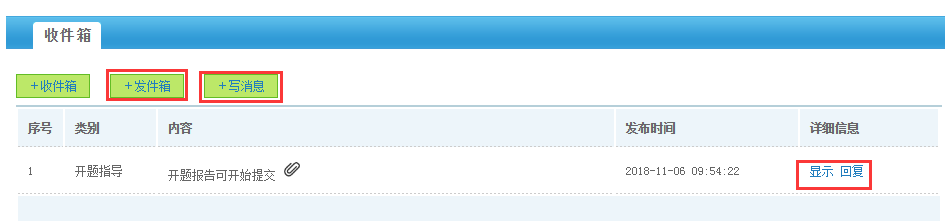 收件箱
+收件箱 +发件箱 +写消息
序号 类别 内容 发布时间 详细信息
1 开题指导 开题报告可开始提交 2018-11-06 09:54:22 显示 回复